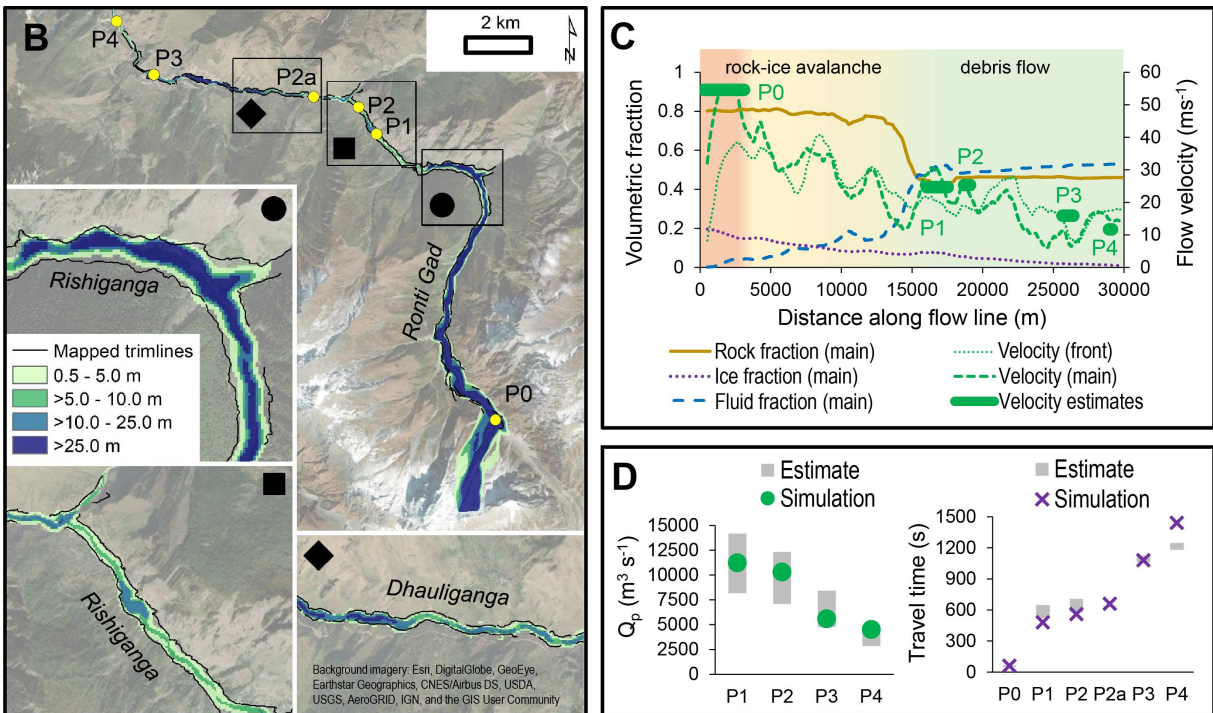 B
2 km
N
P4
P3
P2a
P2
P1
Ronti Gad
P0
Rishiganga
Mapped trimlines
0.5 - 5.0 m
>5.0 - 10.0 m
>10.0 - 25.0 m
>25.0 m
Rishiganga
Dhauliganga
Background imagery: Esri, DigitalGlobe, GeoEye,
Earthstar Geographics, CNES/Airbus DS, USDA,
USGS, AeroGRID, IGN, and the GIS User Community
C
rock-ice avalanche debris flow
1
0.8
0.6
0.4
0.2
0
Volumetric fracttion
60
50
40
30
20
10
0
Flow velocity (ms⁻¹)
P0
P1
P2
P3
P4
0 5000 10000 15000 20000 25000 30000
Distance along flow line (m)
Rock fraction (main)
Ice fraction (main)
Fluid fraction (main)
Velocity (front)
Velocity (main)
Velocity estimates
D
Estimate
Simulation
15000
12500
10000
7500
5000
2500
0
Qp (m³ s⁻¹)
P1 P2 P3 P4
Estimate
Simulation
1500
1200
900
600
300
0
Travel time (s)
P0 P1 P2 P2a P3 P4